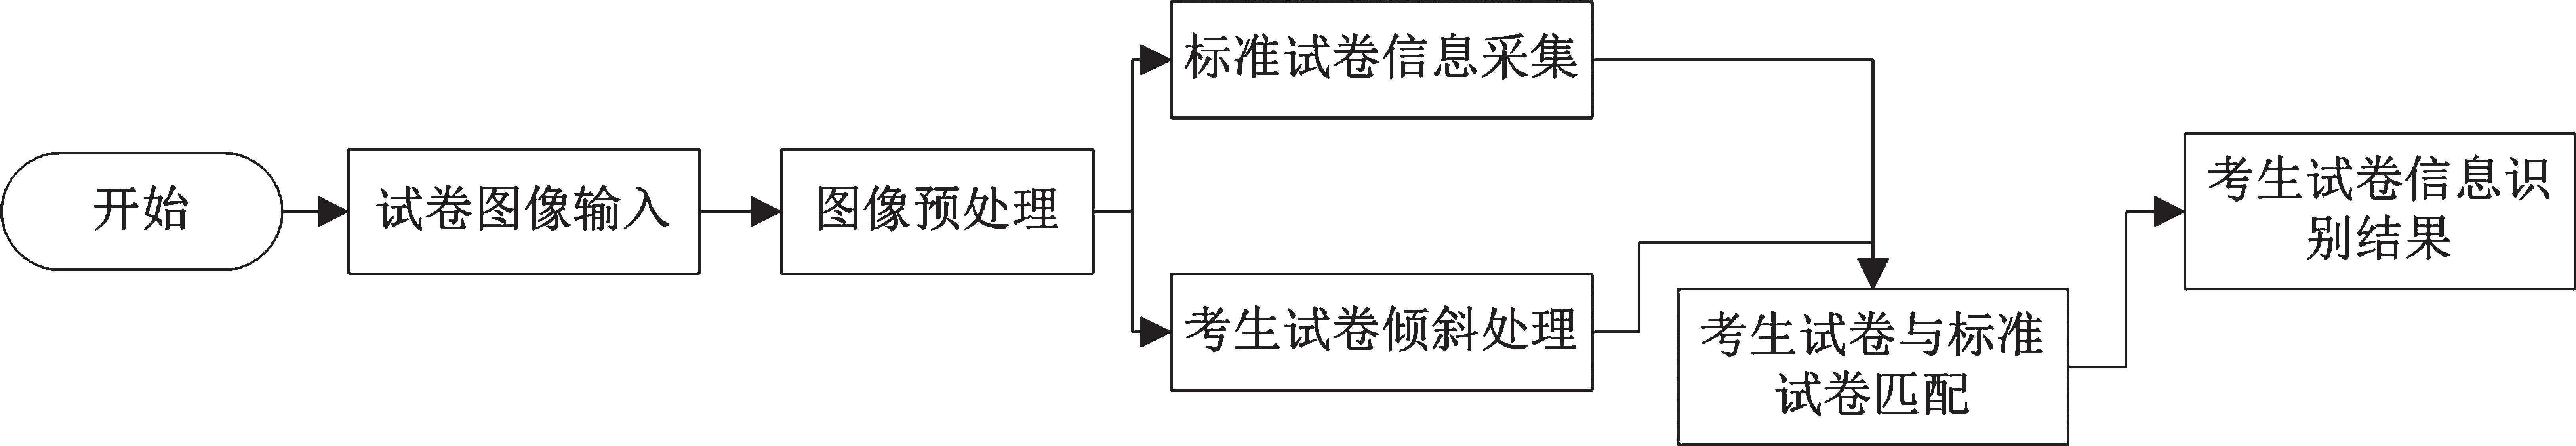 开始
试卷图像输入
图像预处理
标准试卷信息采集
考生试卷倾斜处理
考生试卷与标准
试卷匹配
考生试卷信息识
别结果